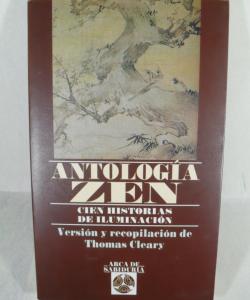 ANTOLOGÍA
ZEN
CIEN HISTORIAS
DE ILUMINACIÓN
Versión y recopilación de
Thomas Cleary
ARCA DE
SABIDURÍA